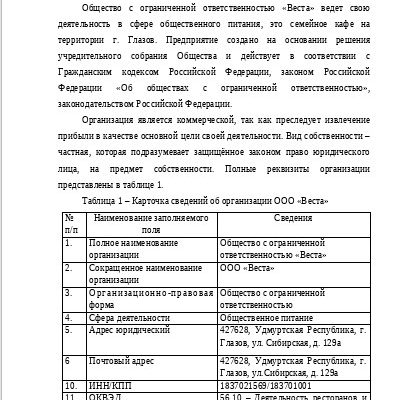 Общество с ограниченной ответственностью «Веста» ведет свою
деятельность в сфере общественного питания, это семейное кафе на
территории г. Глазов. Предприятие создано на основании решения
учредительного собрания Общества и действует в соответствии с
Гражданским кодексом Российской Федерации, законом Российской
Федерации «Об обществах с ограниченной ответственностью»,
законодательством Российской Федерации.
Организация является коммерческой, так как преследует извлечение
прибыли в качестве основной цели своей деятельности. Вид собственности –
частная, которая подразумевает защищённое законом право юридического
лица, на предмет собственности. Полные реквизиты организации
представлены в таблице 1.
Таблица 1 – Карточка сведений об организации ООО «Веста»
№ Наименование заполняемого Сведения
п/п поля
1. Полное наименование Общество с ограниченной
организации ответственностью «Веста»
2. Сокращенное наименование ООО «Веста»
организации
3. Организационно-правовая Общество с ограниченной
форма ответственностью
4. Сфера деятельности Общественное питание
5. Адрес юридический 427628, Удмуртская Республика, г.
Глазов, ул. Сибирская, д. 129а
6 Почтовый адрес 427628, Удмуртская Республика, г.
Глазов, ул.Сибирская, д. 129а
10. ИНН/КПП 1837021569/183701001
11. ОКВЭД 56.10 – Деятельность ресторанов и